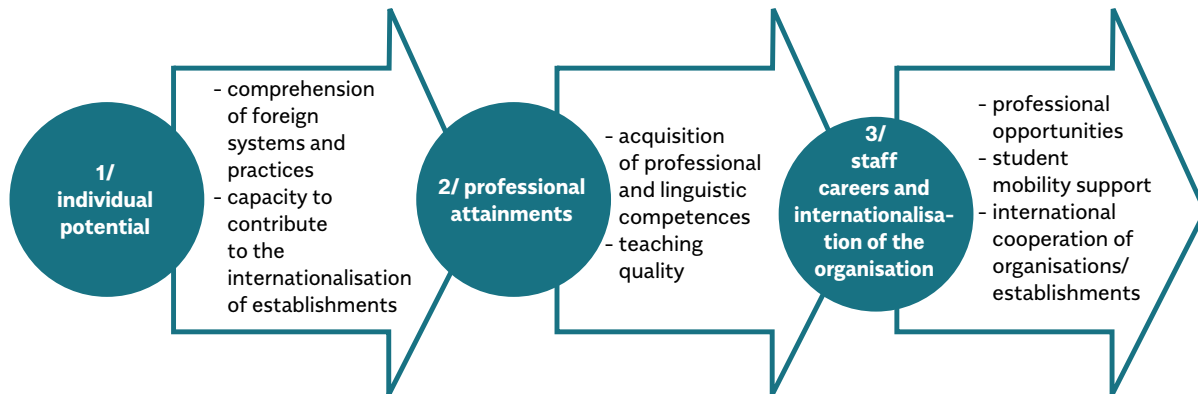 1/
individual
potential
- comprehension
of foreign
systems and
practices
- capacity to
contribute
to the
internationalisation
of establishments
2/ professional
attainments
- acquisition
of professional
and linguistic
competences
- teaching
quality
3/
staff
careers and
internationalisa-
tion of the
organisation
- professional
opportunities
- student
mobility support
- international
cooperation of
organisations/
establishments